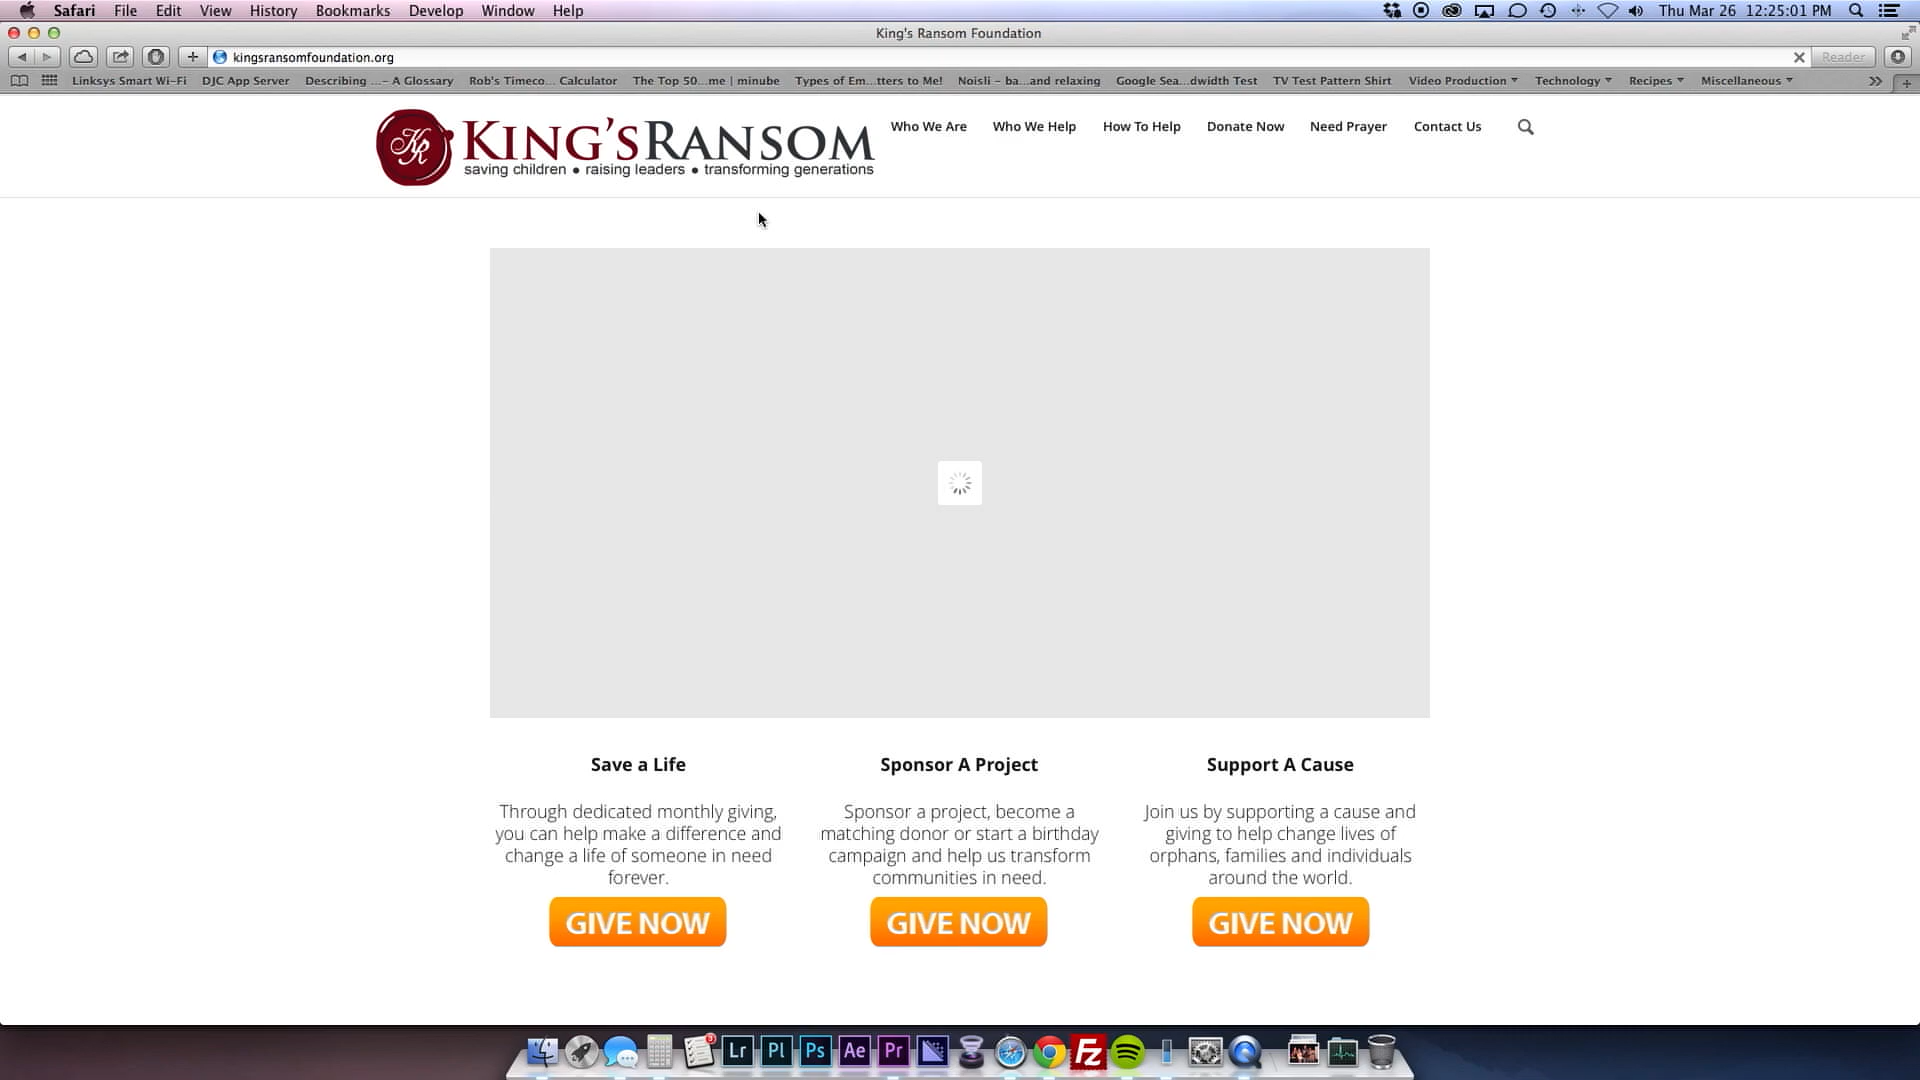 Safari File Edit View History Bookmarks Develop Window Help Thu Mar 26 12:25:01 PM
King's Ransom Foundation
kingsransomfoundation.org Reader
Linksys Smart Wi-Fi DJC App Server Describing ...- A Glossary Rob's Timeco... Calculator The Top 50...me | minube Types of Em...tters to Me! Noisli - ba...and relaxing Google Sea...dwidth Test TV Test Pattern Shirt Video Production Technology Recipes Miscellaneous
KR KING'SRANSOM
saving children • raising leaders • transforming generations
Who We Are Who We Help How To Help Donate Now Need Prayer Contact Us
Save a Life
Through dedicated monthly giving,
you can help make a difference and
change a life of someone in need
forever.
GIVE NOW
Sponsor A Project
Sponsor a project, become a
matching donor or start a birthday
campaign and help us transform
communities in need.
GIVE NOW
Support A Cause
Join us by supporting a cause and
giving to help change lives of
orphans, families and individuals
around the world.
GIVE NOW
Lr Pl Ps Ae Pr Fz